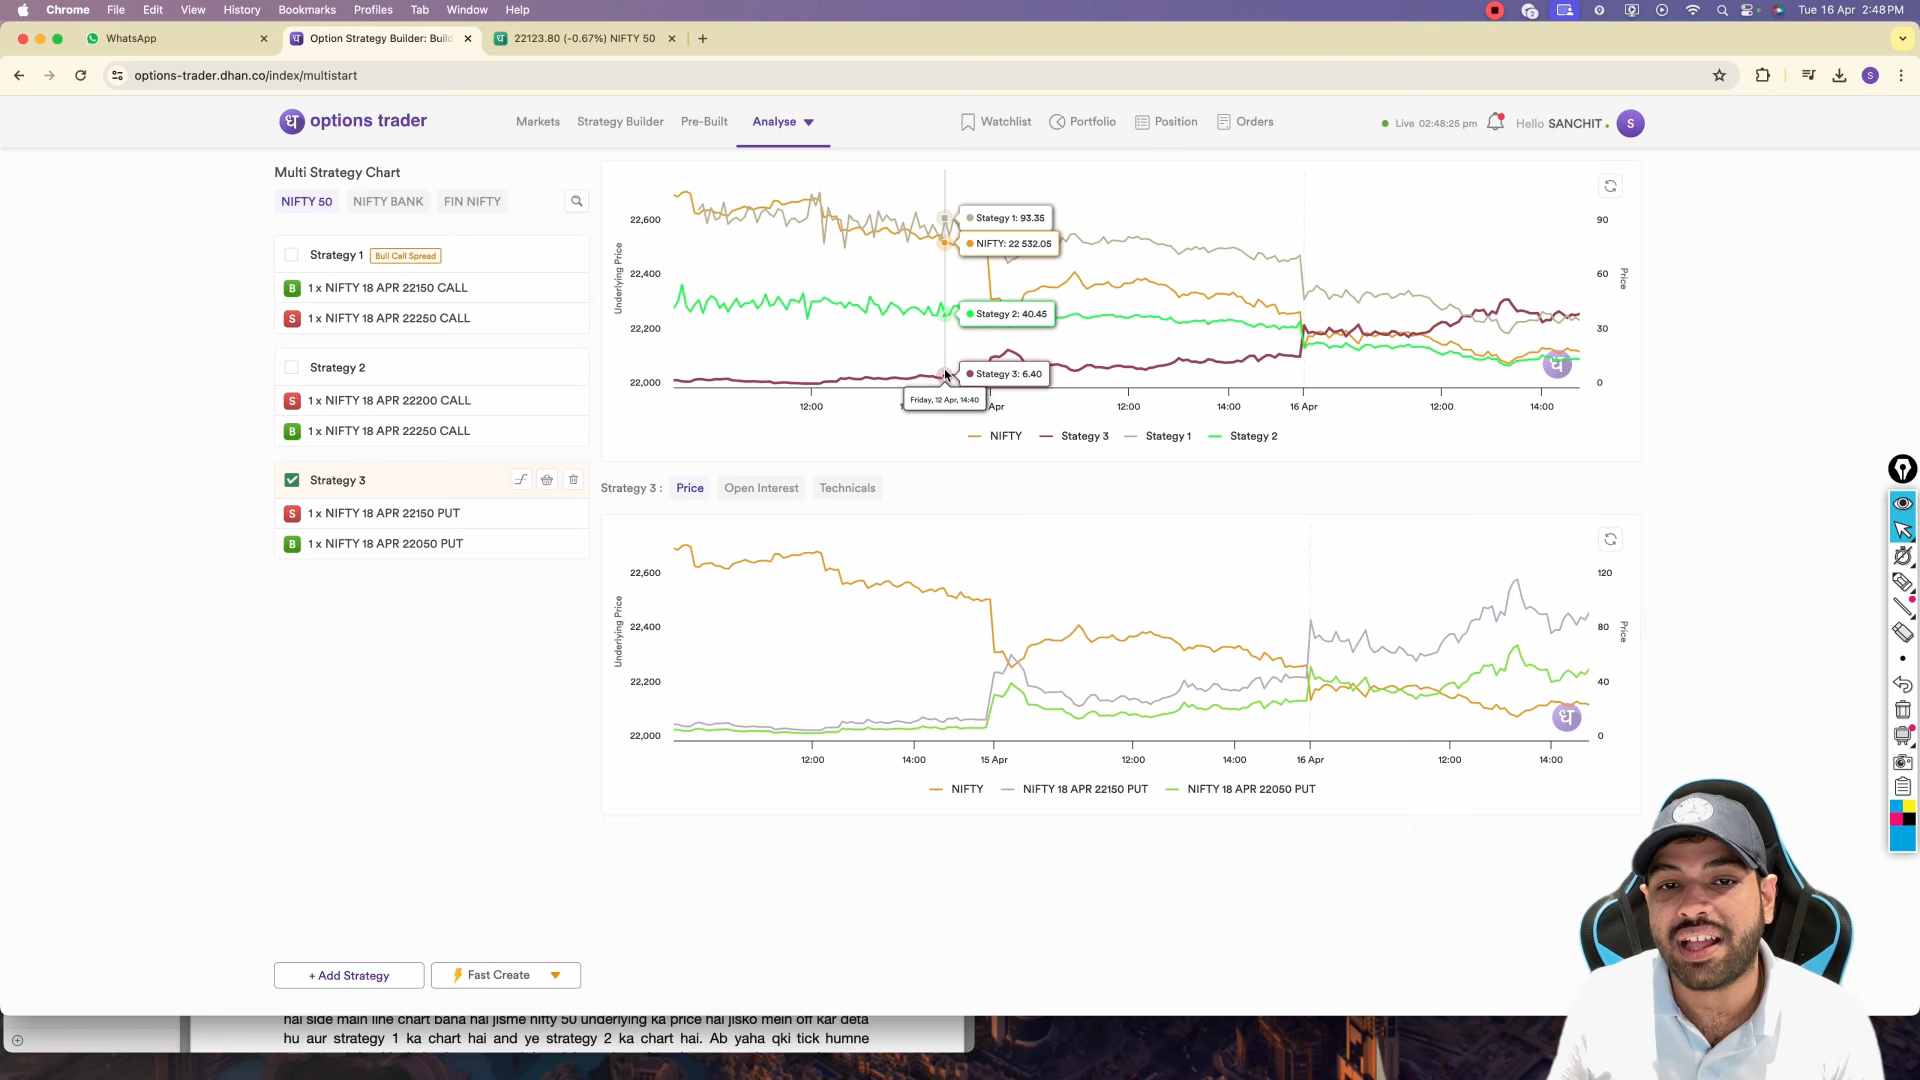 Chrome File Edit View History Bookmarks Profiles Tab Window Help
Tue 16 Apr 2:48 PM
WhatsApp
Option Strategy Builder: Build
22123.80 (-0.67%) NIFTY 50
options-trader.dhan.co/index/multistart
S
ध options trader
Markets Strategy Builder Pre-Built Analyse
Watchlist Portfolio Position Orders
Live 02:48:25 pm
Hello SANCHIT
S
Multi Strategy Chart
NIFTY 50 NIFTY BANK FIN NIFTY
Strategy 1 Bull Call Spread
B 1 x NIFTY 18 APR 22150 CALL
S 1 x NIFTY 18 APR 22250 CALL
Strategy 2
S 1 x NIFTY 18 APR 22200 CALL
B 1 x NIFTY 18 APR 22250 CALL
Strategy 3
S 1 x NIFTY 18 APR 22150 PUT
B 1 x NIFTY 18 APR 22050 PUT
+ Add Strategy
Fast Create
22,600
22,400
22,200
22,000
Underlying Price
90
60
30
0
Price
Stategy 1: 93.35
NIFTY: 22 532.05
Stategy 2: 40.45
Stategy 3: 6.40
Friday, 12 Apr, 14:40
ध
12:00 Apr 12:00 14:00 16 Apr 12:00 14:00
NIFTY Stategy 3 Stategy 1 Stategy 2
Strategy 3 : Price Open Interest Technicals
22,600
22,400
22,200
22,000
Underlying Price
120
80
40
0
Price
ध
12:00 14:00 15 Apr 12:00 14:00 16 Apr 12:00 14:00
NIFTY NIFTY 18 APR 22150 PUT NIFTY 18 APR 22050 PUT
hai side main line chart bana hai jisme nifty 50 underlying ka price hai jisko mein off kar deta
hu aur strategy 1 ka chart hai and ye strategy 2 ka chart hai. Ab yaha qki tick humne